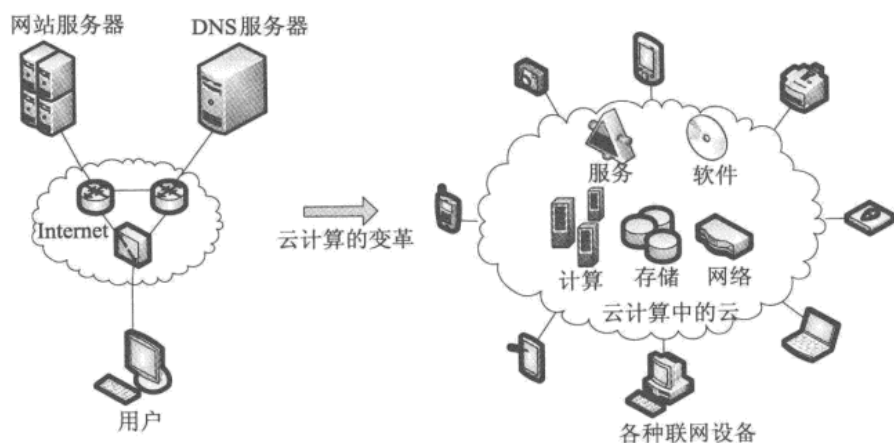 网站服务器
DNS服务器
Internet
用户
云计算的变革
服务
软件
计算
存储
网络
云计算中的云
各种联网设备